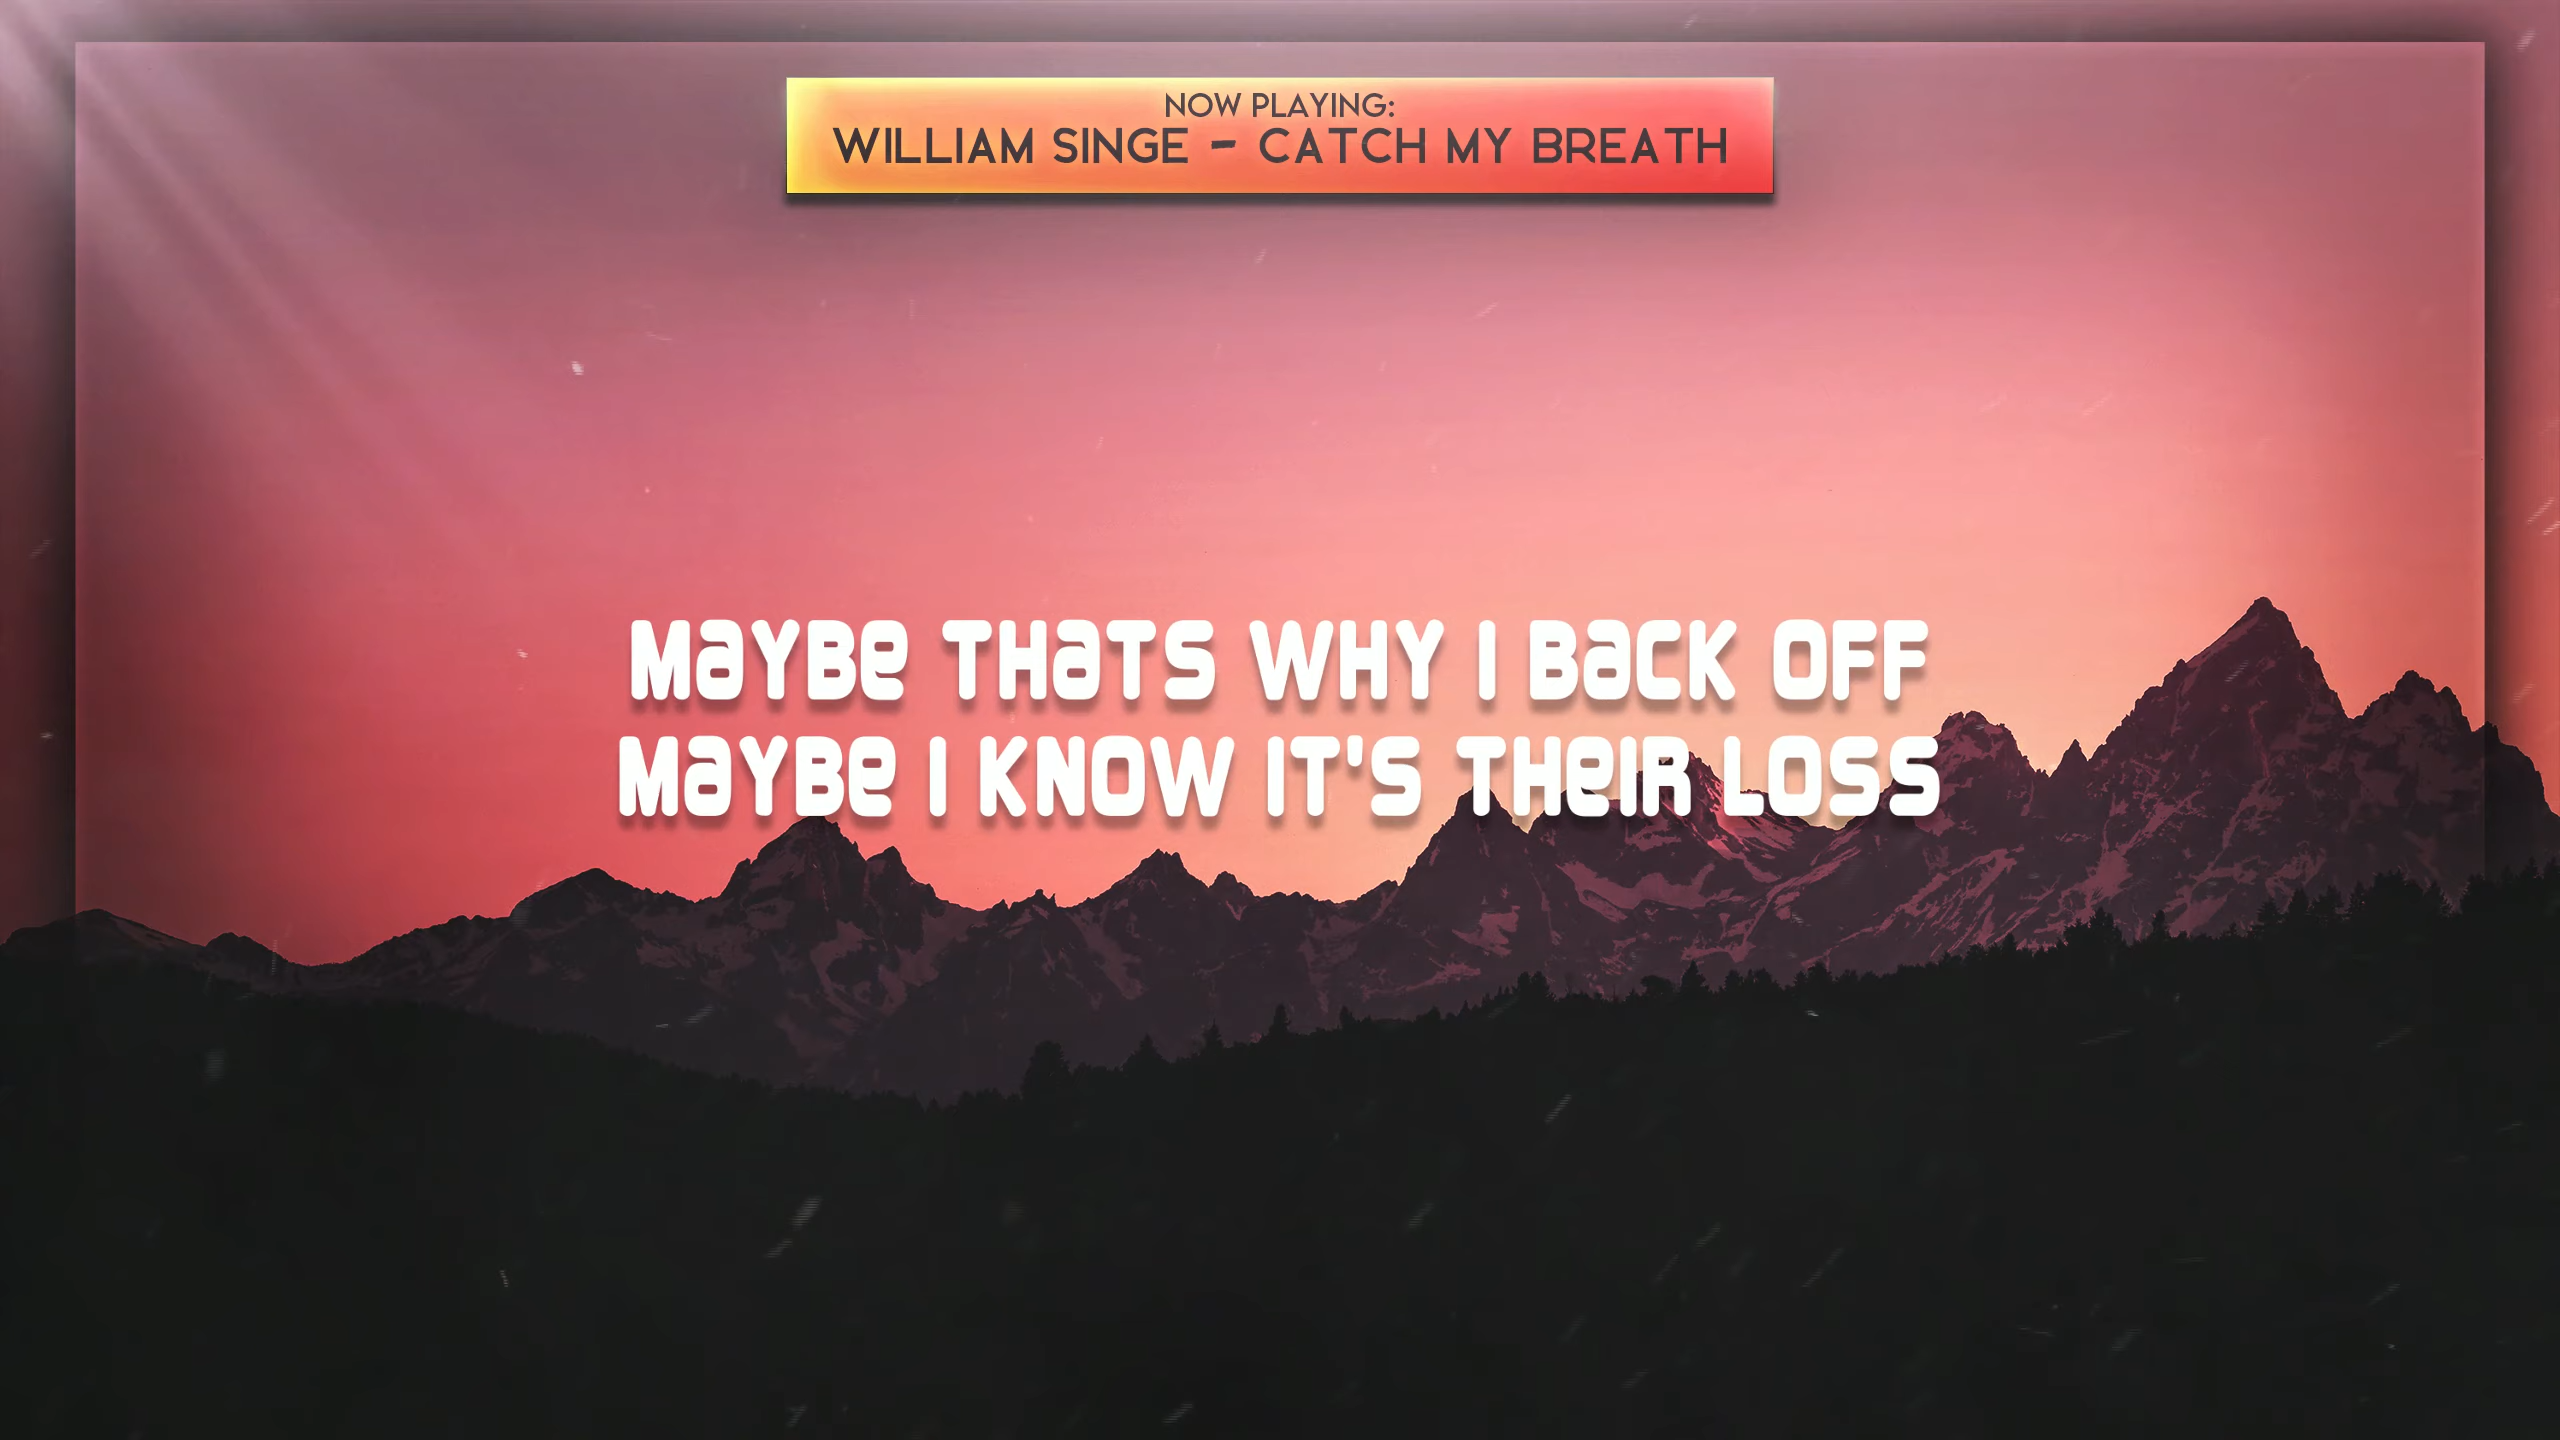 NOW PLAYING:
WILLIAM SINGE - CATCH MY BREATH
MAYBE THATS WHY I BACK OFF
MAYBE I KNOW IT'S THEIR LOSS